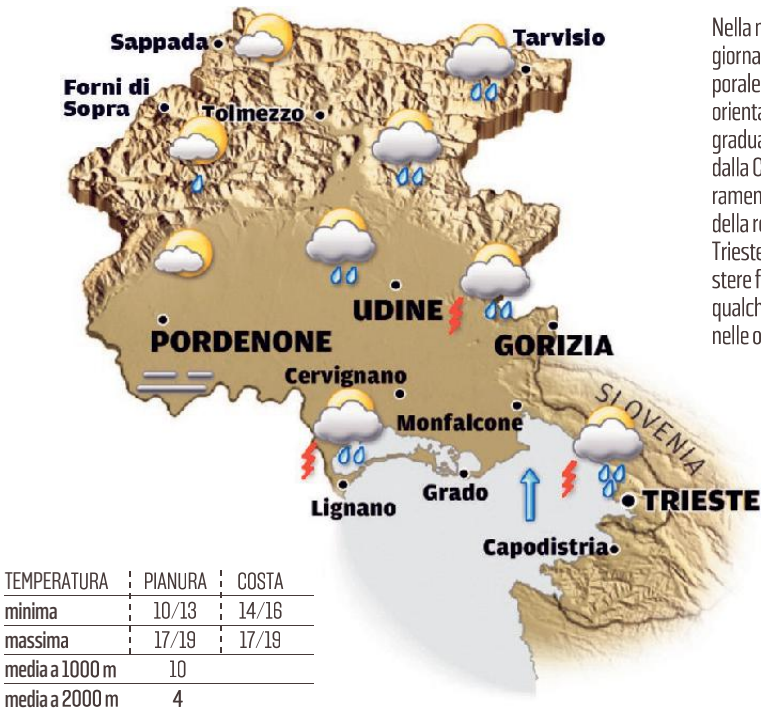 Sappada
Tarvisio
Forni di
Sopra
Tolmezzo
UDINE
PORDENONE
GORIZIA
Cervignano
Monfalcone
SLOVENIA
Lignano
Grado
TRIESTE
Capodistria
Nella
giorna
porale
orienta
gradua
dalla
ramen
della
Trieste
stere
qualch
nelle
TEMPERATURA PIANURA COSTA
minima 10/13 14/16
massima 17/19 17/19
media a 1000 m 10
media a 2000 m 4